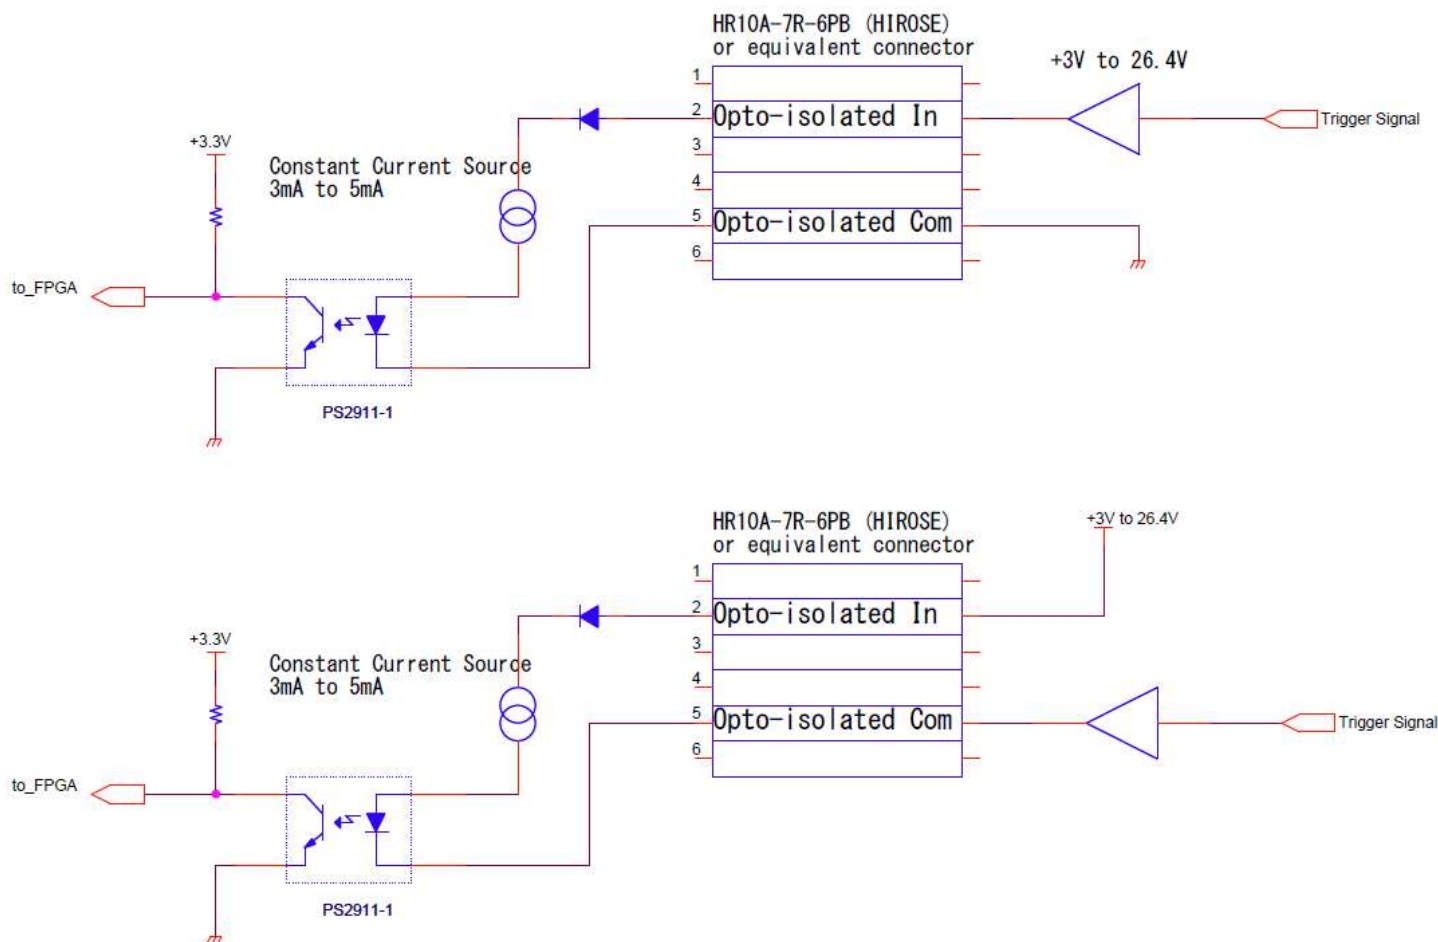 HR10A-7R-6PB (HIROSE)
or equivalent connector
+3V to 26.4V
1
2
Opto-isolated In
Trigger Signal
+3.3V
Constant Current Source
3mA to 5mA
3
4
5
Opto-isolated Com
6
to_FPGA
PS2911-1
HR10A-7R-6PB (HIROSE)
or equivalent connector
+3V to 26.4V
1
2
Opto-isolated In
+3.3V
Constant Current Source
3mA to 5mA
3
4
5
Opto-isolated Com
Trigger Signal
6
to_FPGA
PS2911-1